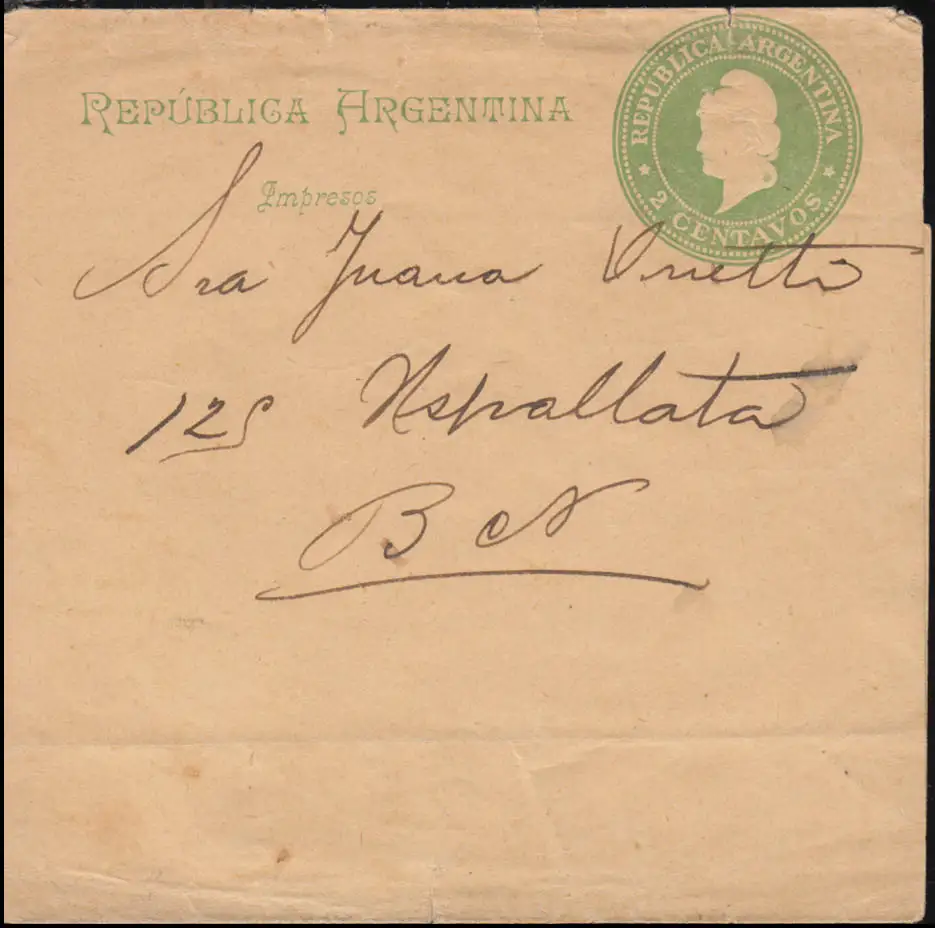 REPÚBLICA ARGENTINA
REPUBLICA ARGENTINA
2 CENTAVOS
Impresos
Sra Juana
125 Uspallata
B